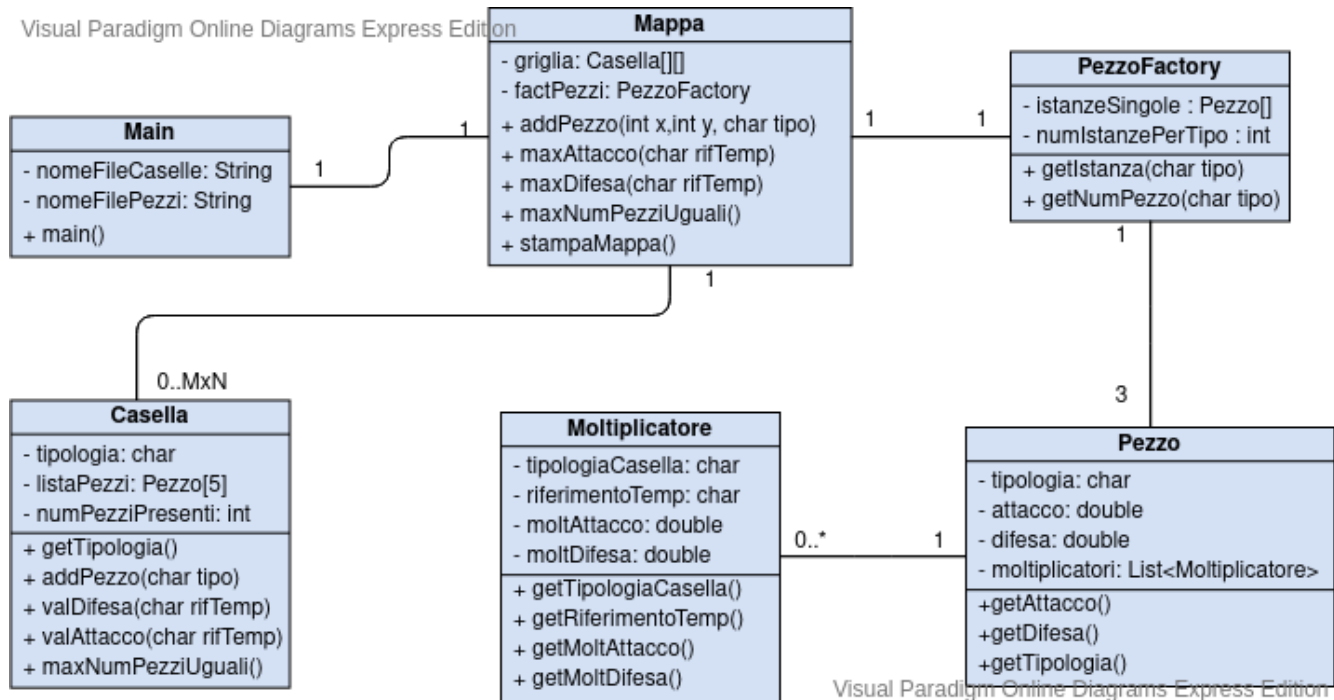 Visual Paradigm Online Diagrams Express Edition
Mappa
- griglia: Casella[][]
- factPezzi: PezzoFactory
+ addPezzo(int x,int y, char tipo)
+ maxAttacco(char rifTemp)
+ maxDifesa(char rifTemp)
+ maxNumPezziUguali()
+ stampaMappa()
PezzoFactory
- istanzeSingole : Pezzo[]
- numIstanzePerTipo : int
+ getIstanza(char tipo)
+ getNumPezzo(char tipo)
Main
- nomeFileCaselle: String
- nomeFilePezzi: String
+ main()
1
1
1
1
1
0..MxN
1
3
Casella
- tipologia: char
- listaPezzi: Pezzo[5]
- numPezziPresenti: int
+ getTipologia()
+ addPezzo(char tipo)
+ valDifesa(char rifTemp)
+ valAttacco(char rifTemp)
+ maxNumPezziUguali()
Moltiplicatore
- tipologiaCasella: char
- riferimentoTemp: char
- moltAttacco: double
- moltDifesa: double
+ getTipologiaCasella()
+ getRiferimentoTemp()
+ getMoltAttacco()
+ getMoltDifesa()
0..*
1
Pezzo
- tipologia: char
- attacco: double
- difesa: double
- moltiplicatori: List<Moltiplicatore>
+getAttacco()
+getDifesa()
+getTipologia()
Visual Paradigm Online Diagrams Express Edition